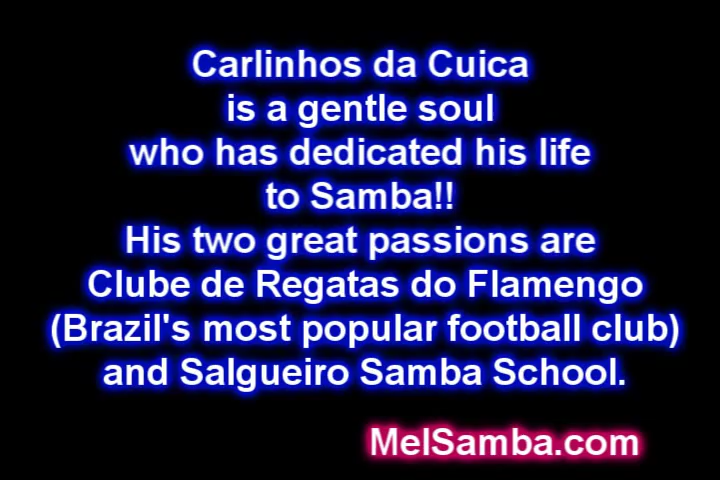 Carlinhos da Cuica
is a gentle soul
who has dedicated his life
to Samba!!
His two great passions are
Clube de Regatas do Flamengo
(Brazil's most popular football club)
and Salgueiro Samba School.
MelSamba.com